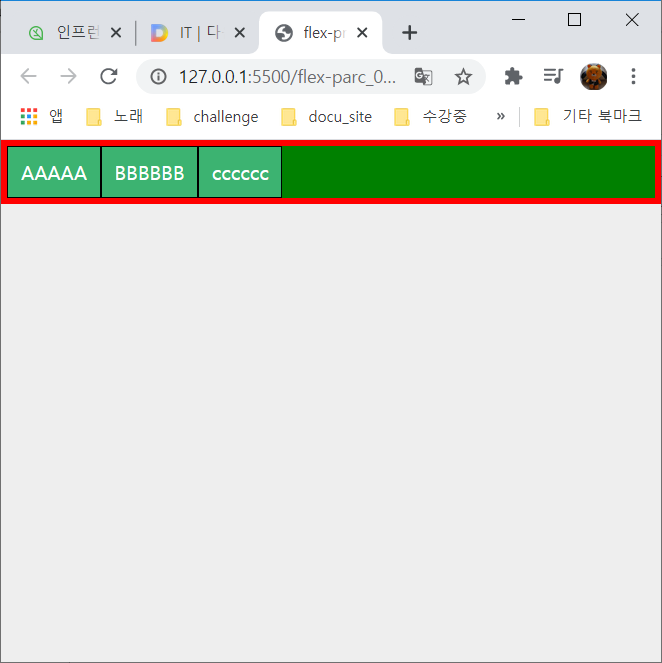 인프런
IT | 다
flex-pr
127.0.0.1:5500/flex-parc_0...
앱
노래
challenge
docu_site
수강중
»
기타 북마크
AAAAA
BBBBBB
cccccc